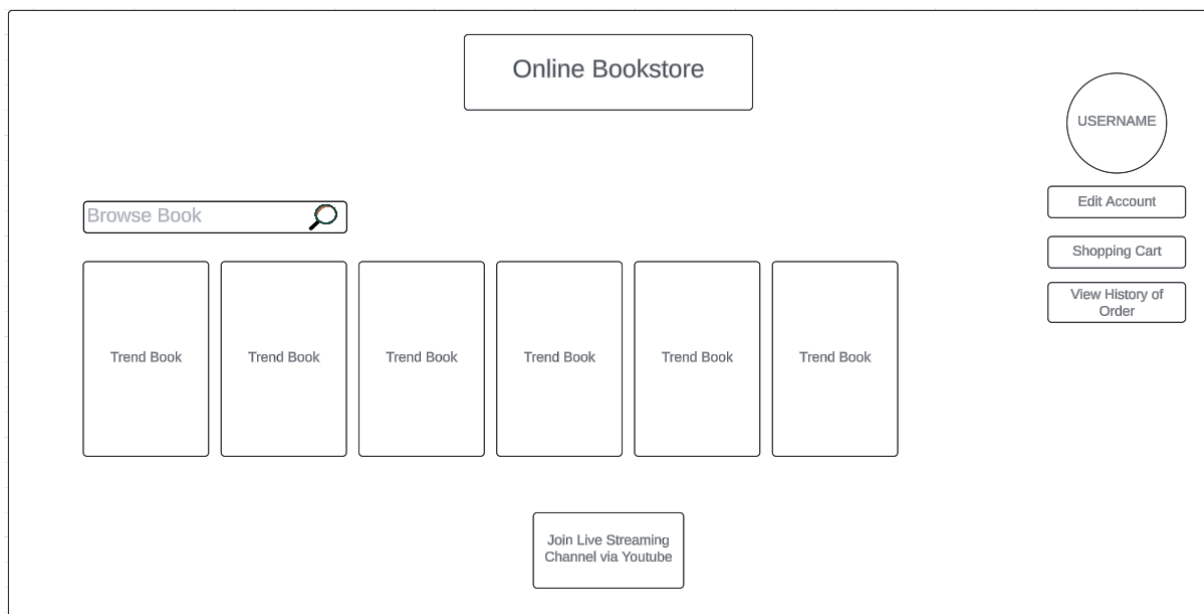 Online Bookstore
USERNAME
Edit Account
Shopping Cart
View History of
Order
Browse Book
Trend Book
Trend Book
Trend Book
Trend Book
Trend Book
Trend Book
Join Live Streaming
Channel via Youtube